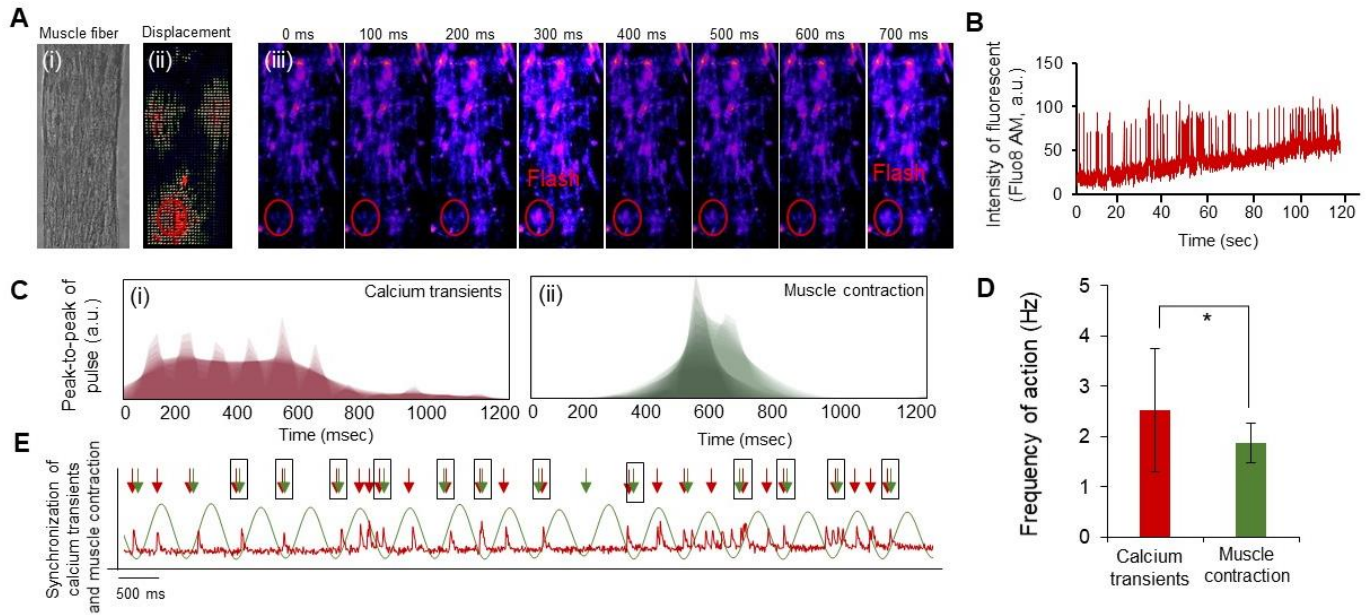 A
Muscle fiber
Displacement
0 ms 100 ms 200 ms 300 ms 400 ms 500 ms 600 ms 700 ms
(i)
(ii)
(iii)
Flash
Flash
B
Intensity of fluorescent
(Fluo8 AM, a.u.)
150
100
50
0
0 20 40 60 80 100 120
Time (sec)
C
Peak-to-peak of
pulse (a.u.)
(i)
Calcium transients
0 200 400 600 800 1000 1200
Time (msec)
(ii)
Muscle contraction
0 200 400 600 800 1000 1200
Time (msec)
D
Frequency of action (Hz)
5
4
3
2
1
0
*
Calcium
transients
Muscle
contraction
E
Synchronization of
calcium transients
and muscle contraction
500 ms